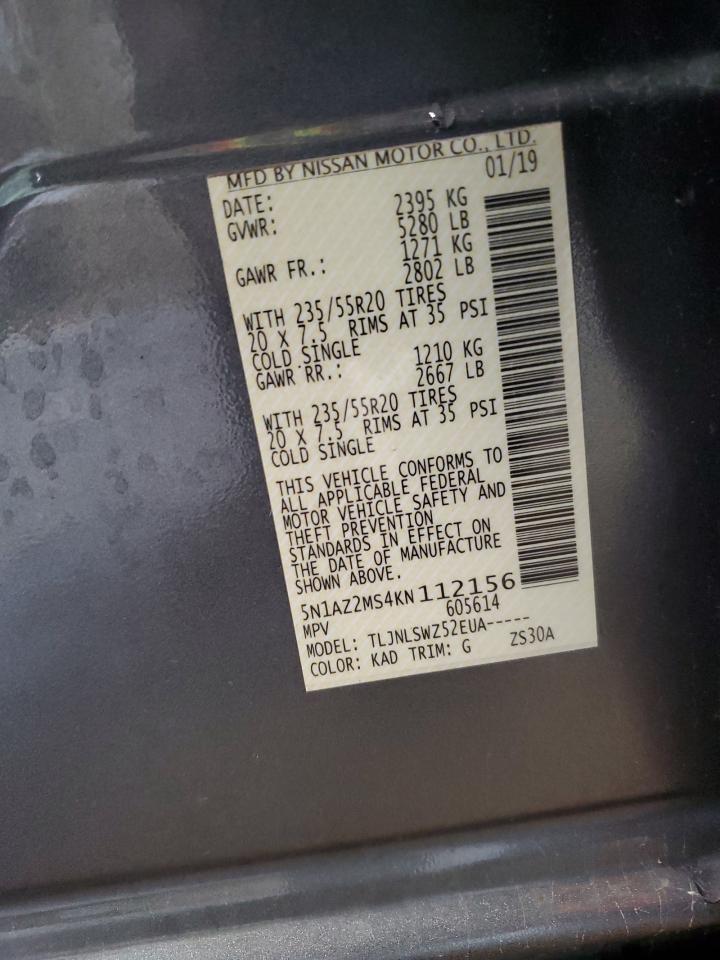 MFD BY NISSAN MOTOR CO., LTD.
DATE: 01/19
GVWR: 2395 KG
5280 LB
GAWR FR.: 1271 KG
2802 LB
WITH 235/55R20 TIRES
20 X 7.5 RIMS AT 35 PSI
COLD SINGLE
GAWR RR.: 1210 KG
2667 LB
WITH 235/55R20 TIRES
20 X 7.5 RIMS AT 35 PSI
COLD SINGLE
THIS VEHICLE CONFORMS TO
ALL APPLICABLE FEDERAL
MOTOR VEHICLE SAFETY AND
THEFT PREVENTION
STANDARDS IN EFFECT ON
THE DATE OF MANUFACTURE
SHOWN ABOVE.
5N1AZ2MS4KN112156
MPV 605614
MODEL: TLJNLSWZ52EUA-----
COLOR: KAD TRIM: G ZS30A